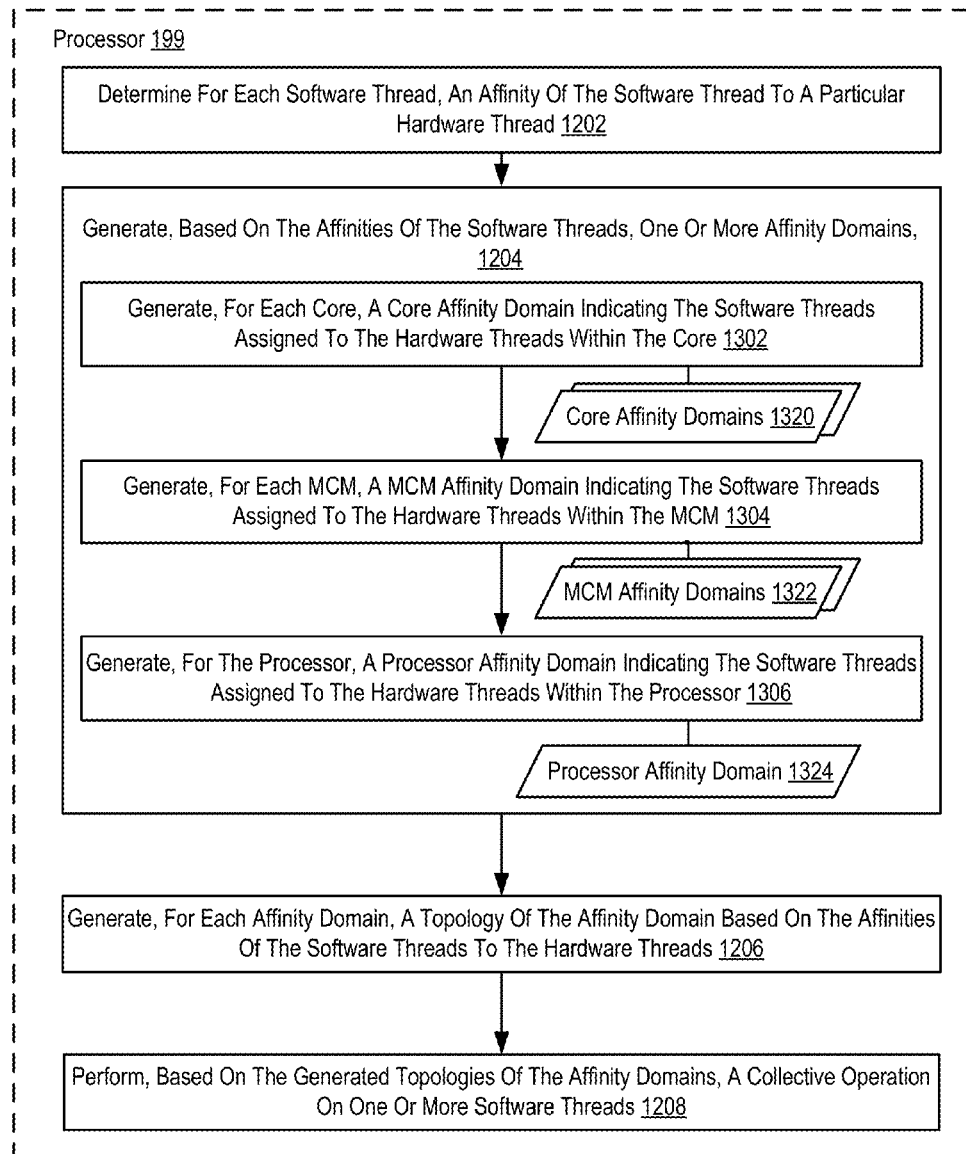 Processor 199
Determine For Each Software Thread, An Affinity Of The Software Thread To A Particular
Hardware Thread 1202
Generate, Based On The Affinities Of The Software Threads, One Or More Affinity Domains,
1204
Generate, For Each Core, A Core Affinity Domain Indicating The Software Threads
Assigned To The Hardware Threads Within The Core 1302
Core Affinity Domains 1320
Generate, For Each MCM, A MCM Affinity Domain Indicating The Software Threads
Assigned To The Hardware Threads Within The MCM 1304
MCM Affinity Domains 1322
Generate, For The Processor, A Processor Affinity Domain Indicating The Software Threads
Assigned To The Hardware Threads Within The Processor 1306
Processor Affinity Domain 1324
Generate, For Each Affinity Domain, A Topology Of The Affinity Domain Based On The Affinities
Of The Software Threads To The Hardware Threads 1206
Perform, Based On The Generated Topologies Of The Affinity Domains, A Collective Operation
On One Or More Software Threads 1208